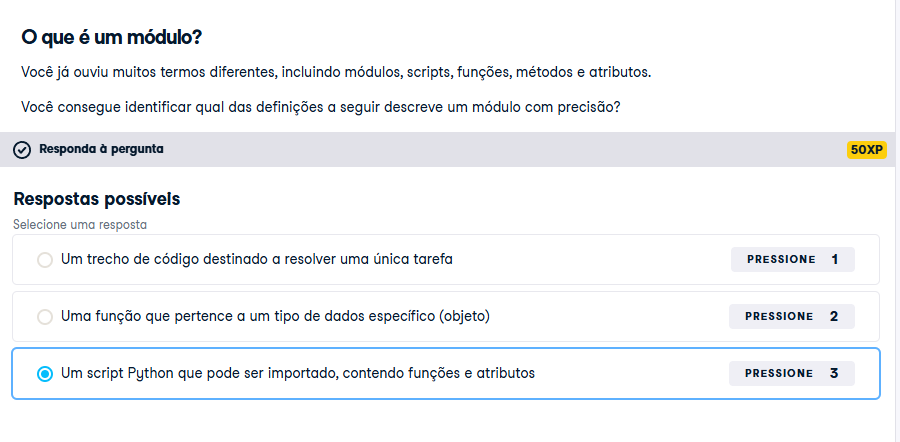 O que é um módulo?
Você já ouviu muitos termos diferentes, incluindo módulos, scripts, funções, métodos e atributos.
Você consegue identificar qual das definições a seguir descreve um módulo com precisão?
Responda à pergunta 50XP
Respostas possíveis
Selecione uma resposta
Um trecho de código destinado a resolver uma única tarefa PRESSIONE 1
Uma função que pertence a um tipo de dados específico (objeto) PRESSIONE 2
Um script Python que pode ser importado, contendo funções e atributos PRESSIONE 3